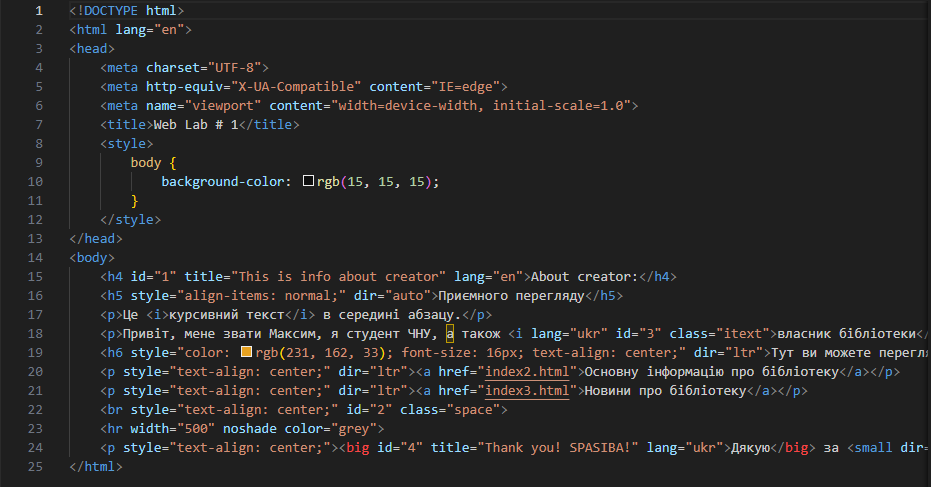 1 <!DOCTYPE html>
2 <html lang="en">
3 <head>
4 <meta charset="UTF-8">
5 <meta http-equiv="X-UA-Compatible" content="IE=edge">
6 <meta name="viewport" content="width=device-width, initial-scale=1.0">
7 <title>Web Lab # 1</title>
8 <style>
9 body {
10 background-color: rgb(15, 15, 15);
11 }
12 </style>
13 </head>
14 <body>
15 <h4 id="1" title="This is info about creator" lang="en">About creator:</h4>
16 <h5 style="align-items: normal;" dir="auto">Приємного перегляду</h5>
17 <p>Це <i>курсивний текст</i> в середині абзацу.</p>
18 <p>Привіт, мене звати Максим, я студент ЧНУ, а також <i lang="ukr" id="3" class="itext">власник бібліотеки</
19 <h6 style="color: rgb(231, 162, 33); font-size: 16px; text-align: center;" dir="ltr">Тут ви можете
20 <p style="text-align: center;" dir="ltr"><a href="index2.html">Основну інформацію про бібліотеку</a></p>
21 <p style="text-align: center;" dir="ltr"><a href="index3.html">Новини про бібліотеку</a></p>
22 <br style="text-align: center;" id="2" class="space">
23 <hr width="500" noshade color="grey">
24 <p style="text-align: center;"><big id="4" title="Thank you! SPASIBA!" lang="ukr">Дякую</big> за <small dir=
25 </html>